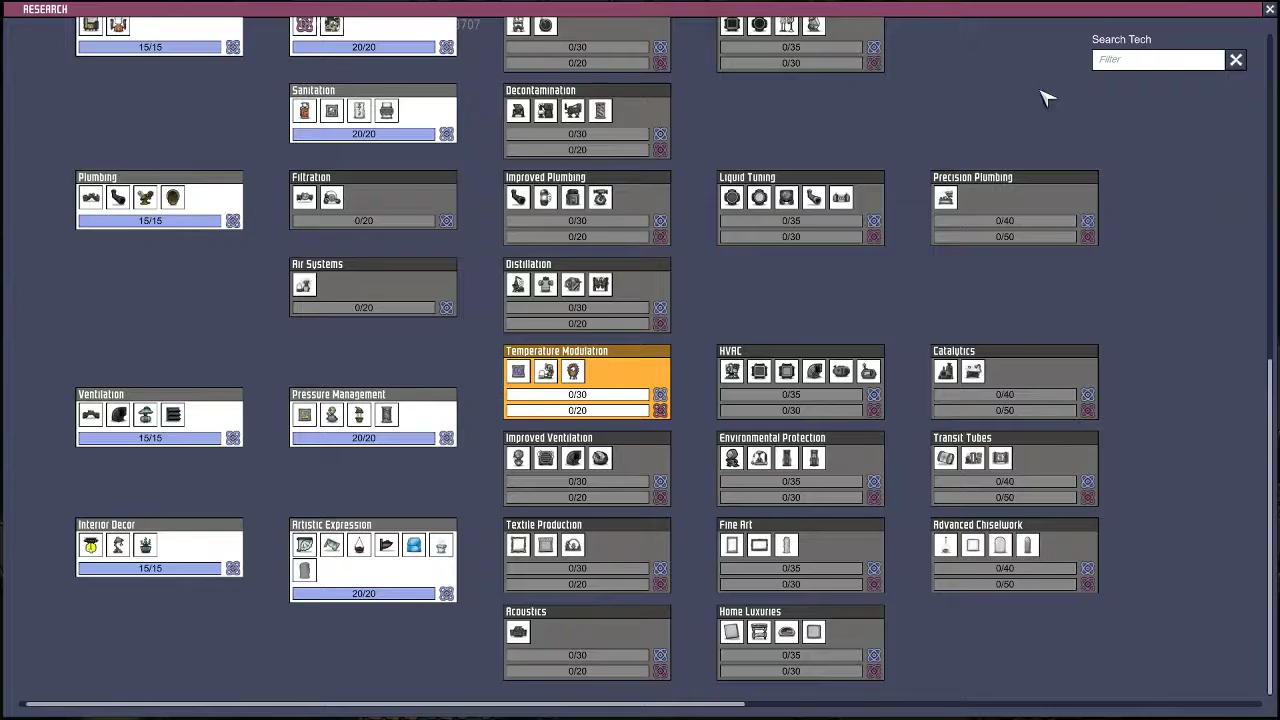 RESEARCH
3707
Search Tech
Filter
15/15
20/20
0/30
0/20
0/35
0/30
Sanitation
20/20
Decontamination
0/30
0/20
Plumbing
15/15
Filtration
0/20
Improved Plumbing
0/30
0/20
Liquid Tuning
0/35
0/30
Precision Plumbing
0/40
0/50
Air Systems
0/20
Distillation
0/30
0/20
Temperature Modulation
0/30
0/20
HVAC
0/35
0/30
Catalytics
0/40
0/50
Ventilation
15/15
Pressure Management
20/20
Improved Ventilation
0/30
0/20
Environmental Protection
0/35
0/30
Transit Tubes
0/40
0/50
Interior Decor
15/15
Artistic Expression
20/20
Textile Production
0/30
0/20
Fine Art
0/35
0/30
Advanced Chiselwork
0/40
0/50
Acoustics
0/30
0/20
Home Luxuries
0/35
0/30